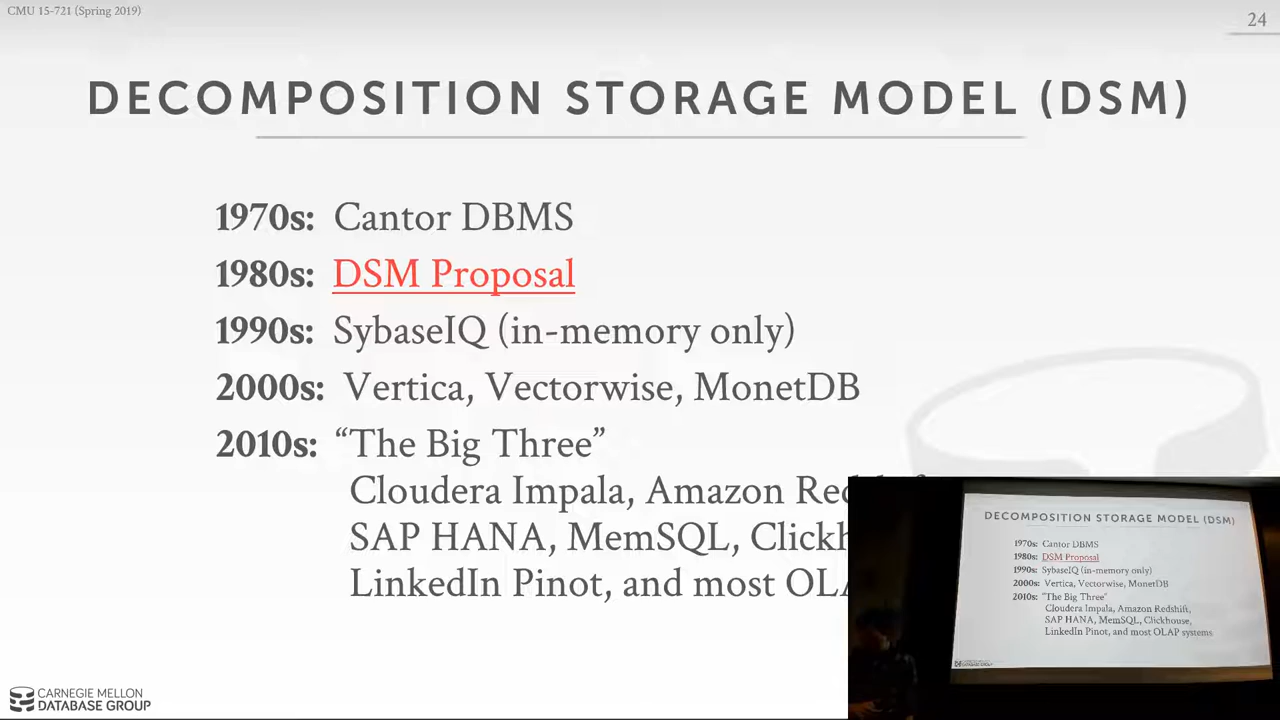 CMU 15-721 (Spring 2019)
24
DECOMPOSITION STORAGE MODEL (DSM)
1970s: Cantor DBMS
1980s: DSM Proposal
1990s: SybaseIQ (in-memory only)
2000s: Vertica, Vectorwise, MonetDB
2010s: “The Big Three”
Cloudera Impala, Amazon Red
SAP HANA, MemSQL, Clickh
LinkedIn Pinot, and most OLA
CARNEGIE MELLON
DATABASE GROUP
DECOMPOSITION STORAGE MODEL (DSM)
1970s: Cantor DBMS
1980s: DSM Proposal
1990s: SybaseIQ (in-memory only)
2000s: Vertica, Vectorwise, MonetDB
2010s: "The Big Three"
Cloudera Impala, Amazon Redshift,
SAP HANA, MemSQL, Clickhouse,
LinkedIn Pinot, and most OLAP systems